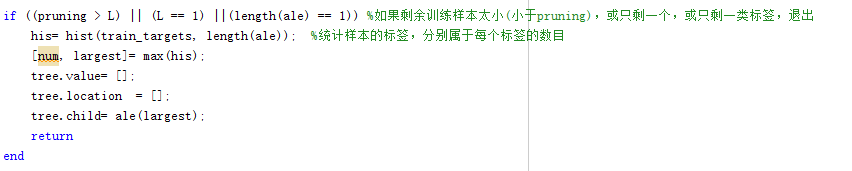 if ((pruning > L) || (L == 1) ||(length(ale) == 1)) %如果剩余训练样本太小(小于pruning)，或只剩一个，或只剩一类标签，退出
his= hist(train_targets, length(ale)); %统计样本的标签，分别属于每个标签的数目
[num, largest]= max(his);
tree.value= [];
tree.location = [];
tree.child= ale(largest);
return
end